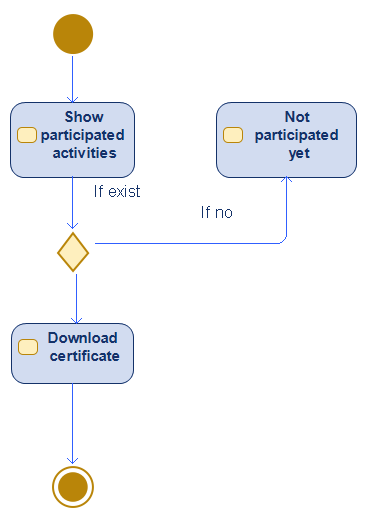 Show
participated
activities
Not
participated
yet
If exist
If no
Download
certificate